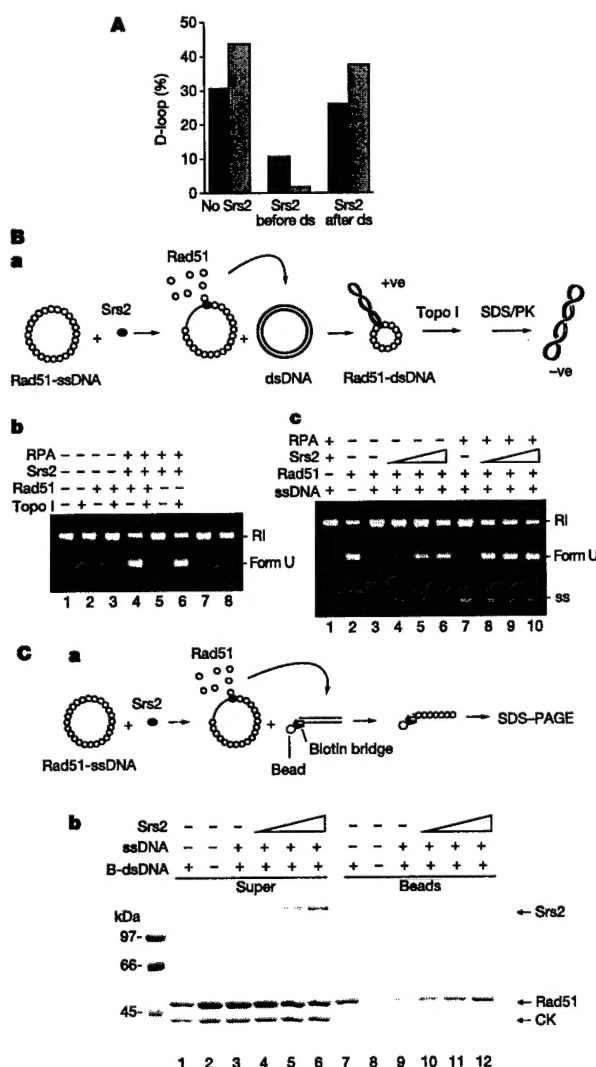 A
D-loop (%)
50
40
30
20
10
0
No Srs2
Srs2 before ds
Srs2 after ds
B
a
Rad51
Srs2
+
+
+ve
Topo I
SDS/PK
Rad51-ssDNA
dsDNA
Rad51-dsDNA
–ve
b
RPA – – – – + + + +
Srs2 – – – – + + + +
Topo I
RI
Form U
1 2 3 4 5 6 7 8
c
RPA + – – – – – + + + +
Srs2 + – – – +
Rad51 – + + + + + + + + +
ssDNA + – + + + + + + + +
RI
Form U
ss
1 2 3 4 5 6 7 8 9 10
C
a
Rad51
Srs2
+
+
SDS–PAGE
Rad51-ssDNA
Bead
Biotin bridge
b
Srs2 – – – – – –
ssDNA – – + + + + – – + + + +
B-dsDNA + – + + + + + – + + + +
Super
Beads
kDa
97-
66-
45-
← Srs2
← Rad51
← CK
1 2 3 4 5 6 7 8 9 10 11 12